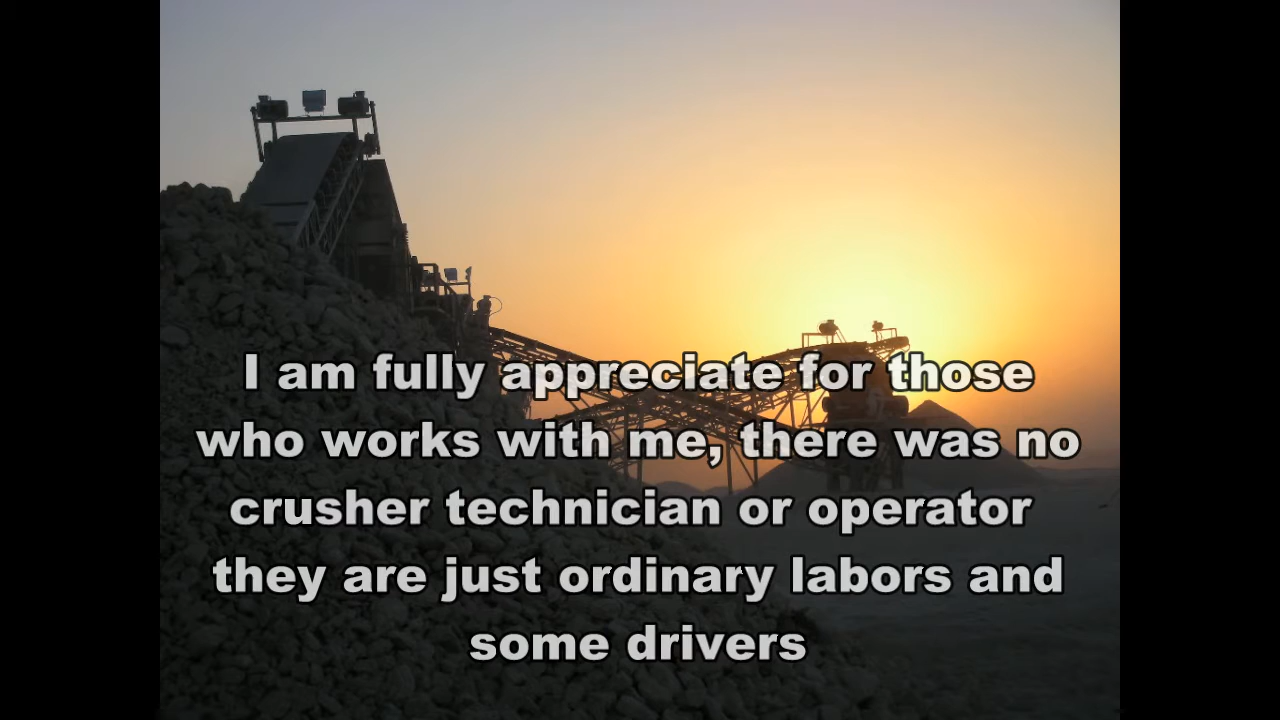 I am fully appreciate for those
who works with me, there was no
crusher technician or operator
they are just ordinary labors and
some drivers